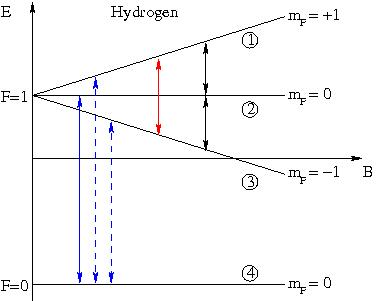 E Hydrogen
m_F = +1
①
F=1
② m_F = 0
③ m_F = −1
B
④
F=0 m_F = 0